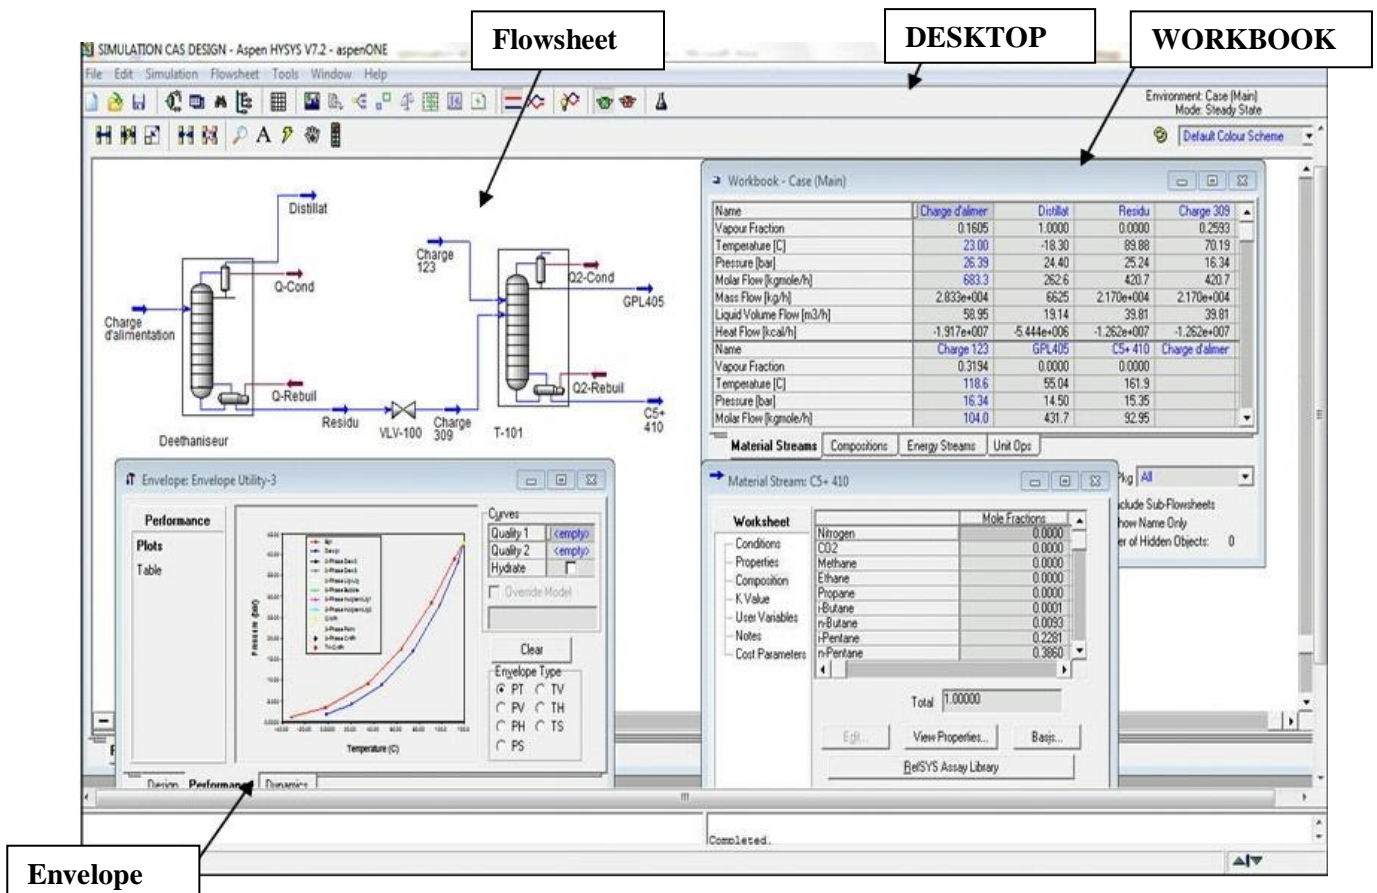 Flowsheet
DESKTOP
WORKBOOK
SIMULATION CAS DESIGN - Aspen HYSYS V7.2 - aspenONE
File Edit Simulation Flowsheet Tools Window Help
Environment: Case (Main)
Mode: Steady State
A
Default Colour Scheme
Distillat
Q-Cond
Charge
d'alimentation
Q-Rebuil
Residu
VLV-100
Charge
309
Deethaniseur
Charge
123
Q2-Cond
GPL405
Q2-Rebuil
C5+
410
T-101
Workbook - Case (Main)
Name Charge d'alimer Distillat Residu Charge 309
Vapour Fraction 0.1605 1.0000 0.0000 0.2593
Temperature [C] 23.00 -18.30 89.88 70.19
Pressure [bar] 26.39 24.40 25.24 16.34
Molar Flow [kgmole/h] 683.3 262.6 420.7 420.7
Mass Flow [kg/h] 2.833e+004 6625 2.170e+004 2.170e+004
Liquid Volume Flow [m3/h] 58.95 19.14 39.81 39.81
Heat Flow [kcal/h] -1.917e+007 -5.444e+006 -1.262e+007 -1.262e+007
Name Charge 123 GPL405 C5+ 410 Charge d'alimer
Vapour Fraction 0.3194 0.0000 0.0000
Temperature [C] 118.6 55.04 161.9
Pressure [bar] 16.34 14.50 15.35
Molar Flow [kgmole/h] 104.0 431.7 92.95
Material Streams Compositions Energy Streams Unit Ops
Pkg All
clude Sub-Flowsheets
how Name Only
er of Hidden Objects: 0
Envelope: Envelope Utility-3
Performance
Plots
Table
Pressure (bar)
Temperature (C)
Curves
Quality 1 <empty>
Quality 2 <empty>
Hydrate
Override Model
Clear
Envelope Type
PT TV
PV TH
PH TS
PS
Design Performance Dynamics
Material Stream: C5+ 410
Worksheet
Conditions
Properties
Composition
K Value
User Variables
Notes
Cost Parameters
Mole Fractions
Nitrogen 0.0000
CO2 0.0000
Methane 0.0000
Ethane 0.0000
Propane 0.0000
i-Butane 0.0001
n-Butane 0.0093
i-Pentane 0.2281
n-Pentane 0.3860
Total 1.00000
Edit... View Properties... Basis...
RefSYS Assay Library
Completed.
Envelope